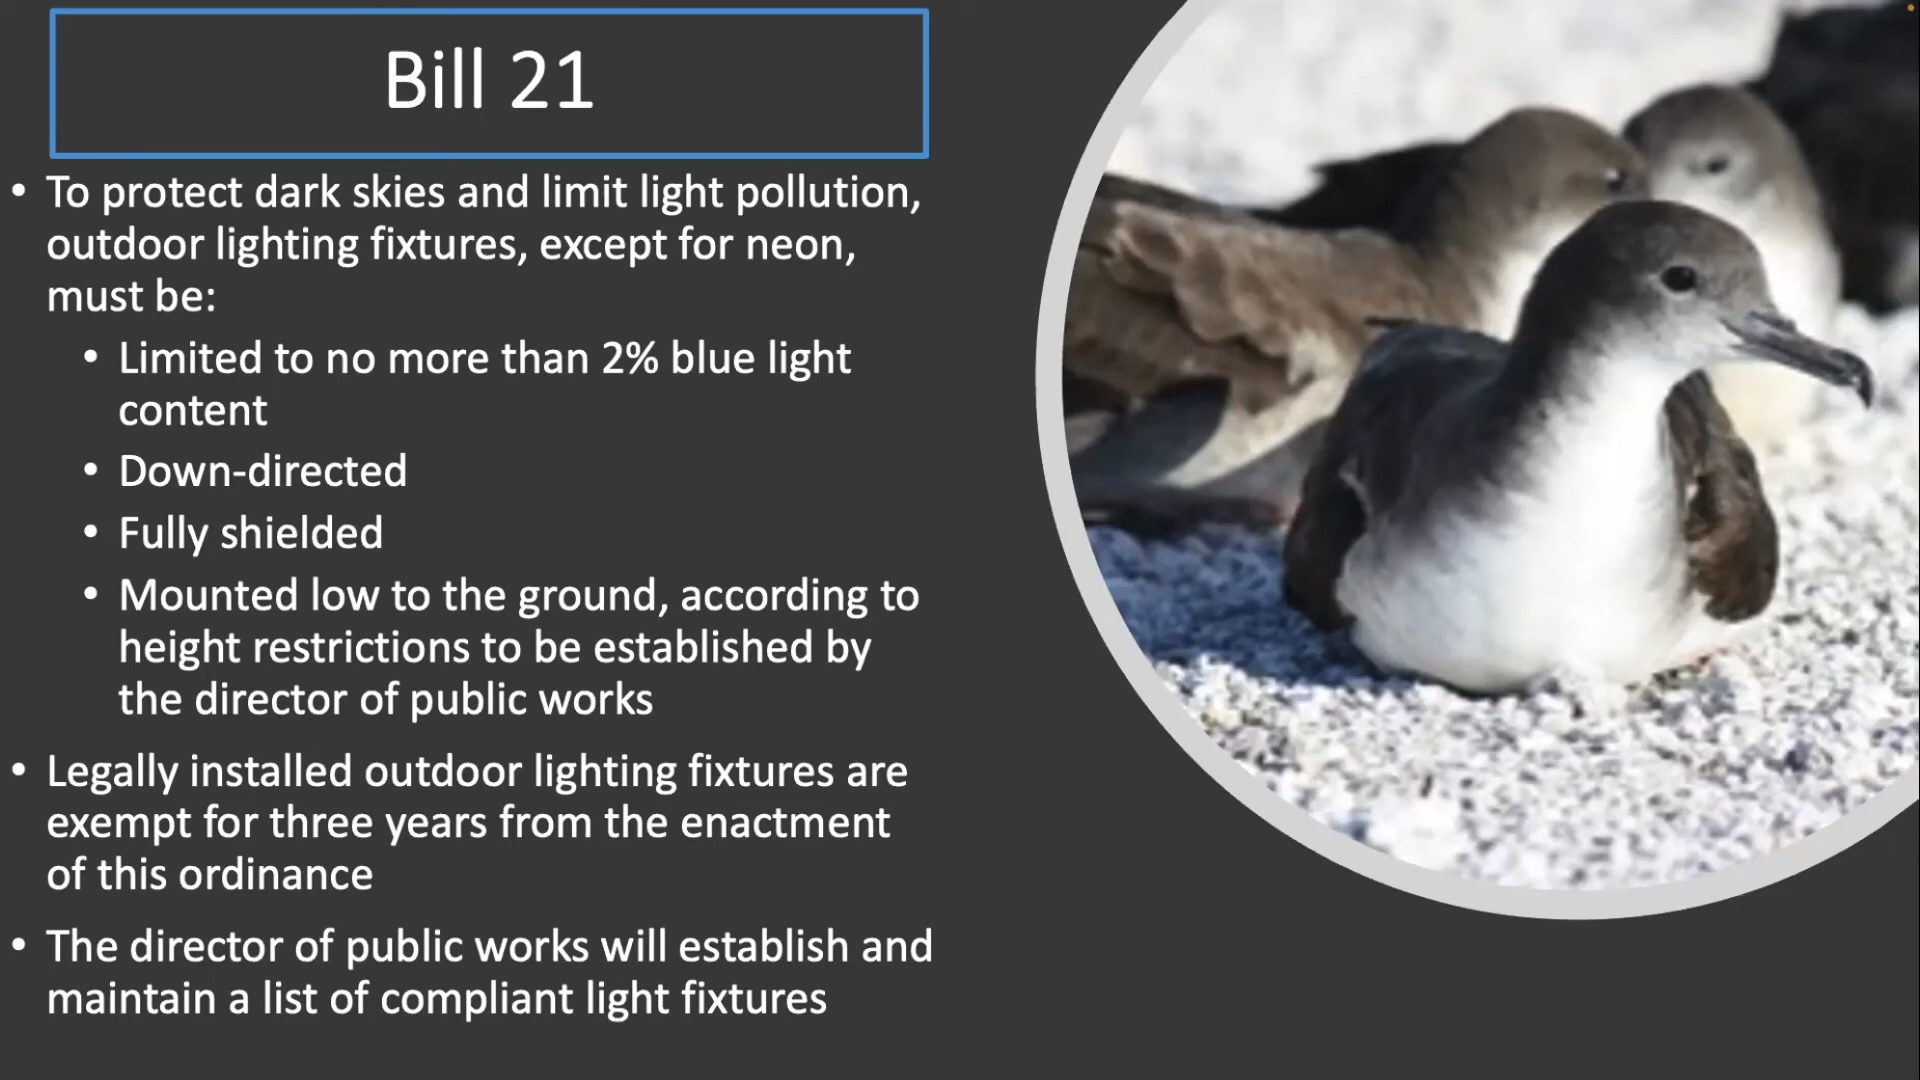 Bill 21
• To protect dark skies and limit light pollution,
outdoor lighting fixtures, except for neon,
must be:
• Limited to no more than 2% blue light
content
• Down-directed
• Fully shielded
• Mounted low to the ground, according to
height restrictions to be established by
the director of public works
• Legally installed outdoor lighting fixtures are
exempt for three years from the enactment
of this ordinance
• The director of public works will establish and
maintain a list of compliant light fixtures